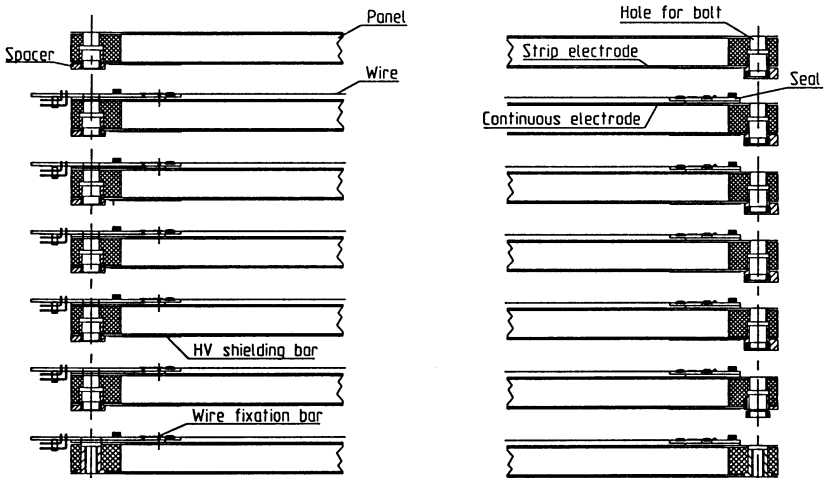 Panel
Hole for bolt
Spacer
Strip electrode
Wire
Seal
Continuous electrode
HV shielding bar
Wire fixation bar